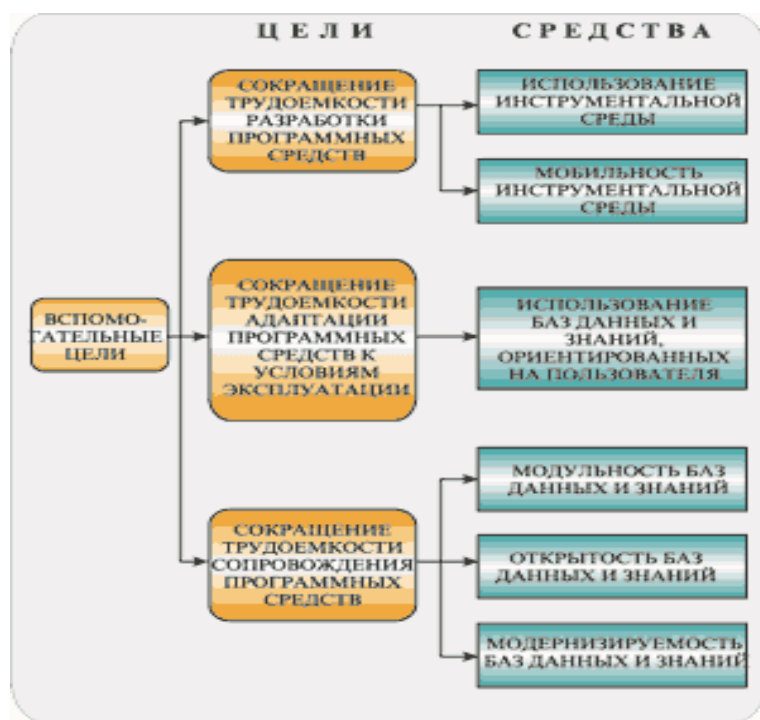 ЦЕЛИ СРЕДСТВА
СОКРАЩЕНИЕ
ТРУДОЕМКОСТИ
РАЗРАБОТКИ
ПРОГРАММНЫХ
СРЕДСТВ
ИСПОЛЬЗОВАНИЕ
ИНСТРУМЕНТАЛЬНОЙ
СРЕДЫ
МОБИЛЬНОСТЬ
ИНСТРУМЕНТАЛЬНОЙ
СРЕДЫ
ВСПОМО-
ГАТЕЛЬНЫЕ
ЦЕЛИ
СОКРАЩЕНИЕ
ТРУДОЕМКОСТИ
АДАПТАЦИИ
ПРОГРАММНЫХ
СРЕДСТВ К
УСЛОВИЯМ
ЭКСПЛУАТАЦИИ
ИСПОЛЬЗОВАНИЕ
БАЗ ДАННЫХ И
ЗНАНИЙ,
ОРИЕНТИРОВАННЫХ
НА ПОЛЬЗОВАТЕЛЯ
СОКРАЩЕНИЕ
ТРУДОЕМКОСТИ
СОПРОВОЖДЕНИЯ
ПРОГРАММНЫХ
СРЕДСТВ
МОДУЛЬНОСТЬ БАЗ
ДАННЫХ И ЗНАНИЙ
ОТКРЫТОСТЬ БАЗ
ДАННЫХ И ЗНАНИЙ
МОДЕРНИЗИРУЕМОСТЬ
БАЗ ДАННЫХ И ЗНАНИЙ